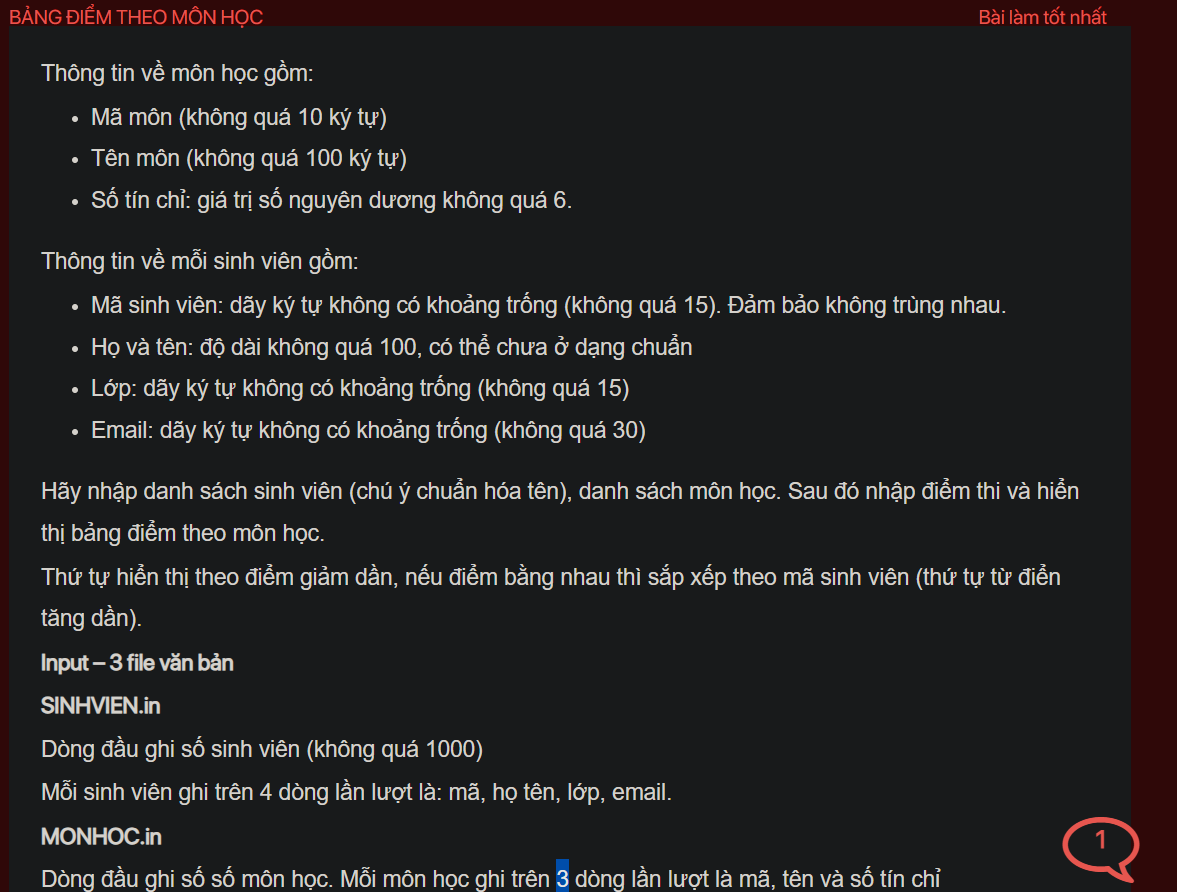 BẢNG ĐIỂM THEO MÔN HỌC
Bài làm tốt nhất
Thông tin về môn học gồm:
• Mã môn (không quá 10 ký tự)
• Tên môn (không quá 100 ký tự)
• Số tín chỉ: giá trị số nguyên dương không quá 6.
Thông tin về mỗi sinh viên gồm:
• Mã sinh viên: dãy ký tự không có khoảng trống (không quá 15). Đảm bảo không trùng nhau.
• Họ và tên: độ dài không quá 100, có thể chưa ở dạng chuẩn
• Lớp: dãy ký tự không có khoảng trống (không quá 15)
• Email: dãy ký tự không có khoảng trống (không quá 30)
Hãy nhập danh sách sinh viên (chú ý chuẩn hóa tên), danh sách môn học. Sau đó nhập điểm thi và hiển
thị bảng điểm theo môn học.
Thứ tự hiển thị theo điểm giảm dần, nếu điểm bằng nhau thì sắp xếp theo mã sinh viên (thứ tự từ điển
tăng dần).
Input – 3 file văn bản
SINHVIEN.in
Dòng đầu ghi số sinh viên (không quá 1000)
Mỗi sinh viên ghi trên 4 dòng lần lượt là: mã, họ tên, lớp, email.
MONHOC.in
Dòng đầu ghi số số môn học. Mỗi môn học ghi trên 3 dòng lần lượt là mã, tên và số tín chỉ
1